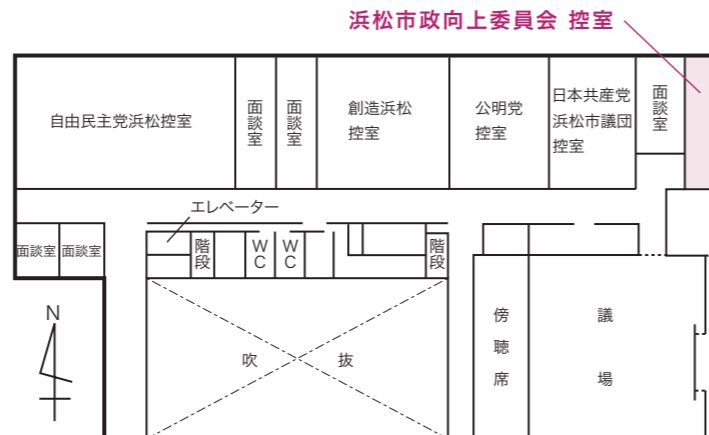 浜松市政向上委員会 控室
自由民主党浜松控室
面談室
面談室
創造浜松
控室
公明党
控室
日本共産党
浜松市議団
控室
面談室
エレベーター
面談室
面談室
階段
WC
WC
階段
N
吹抜
傍聴席
議場